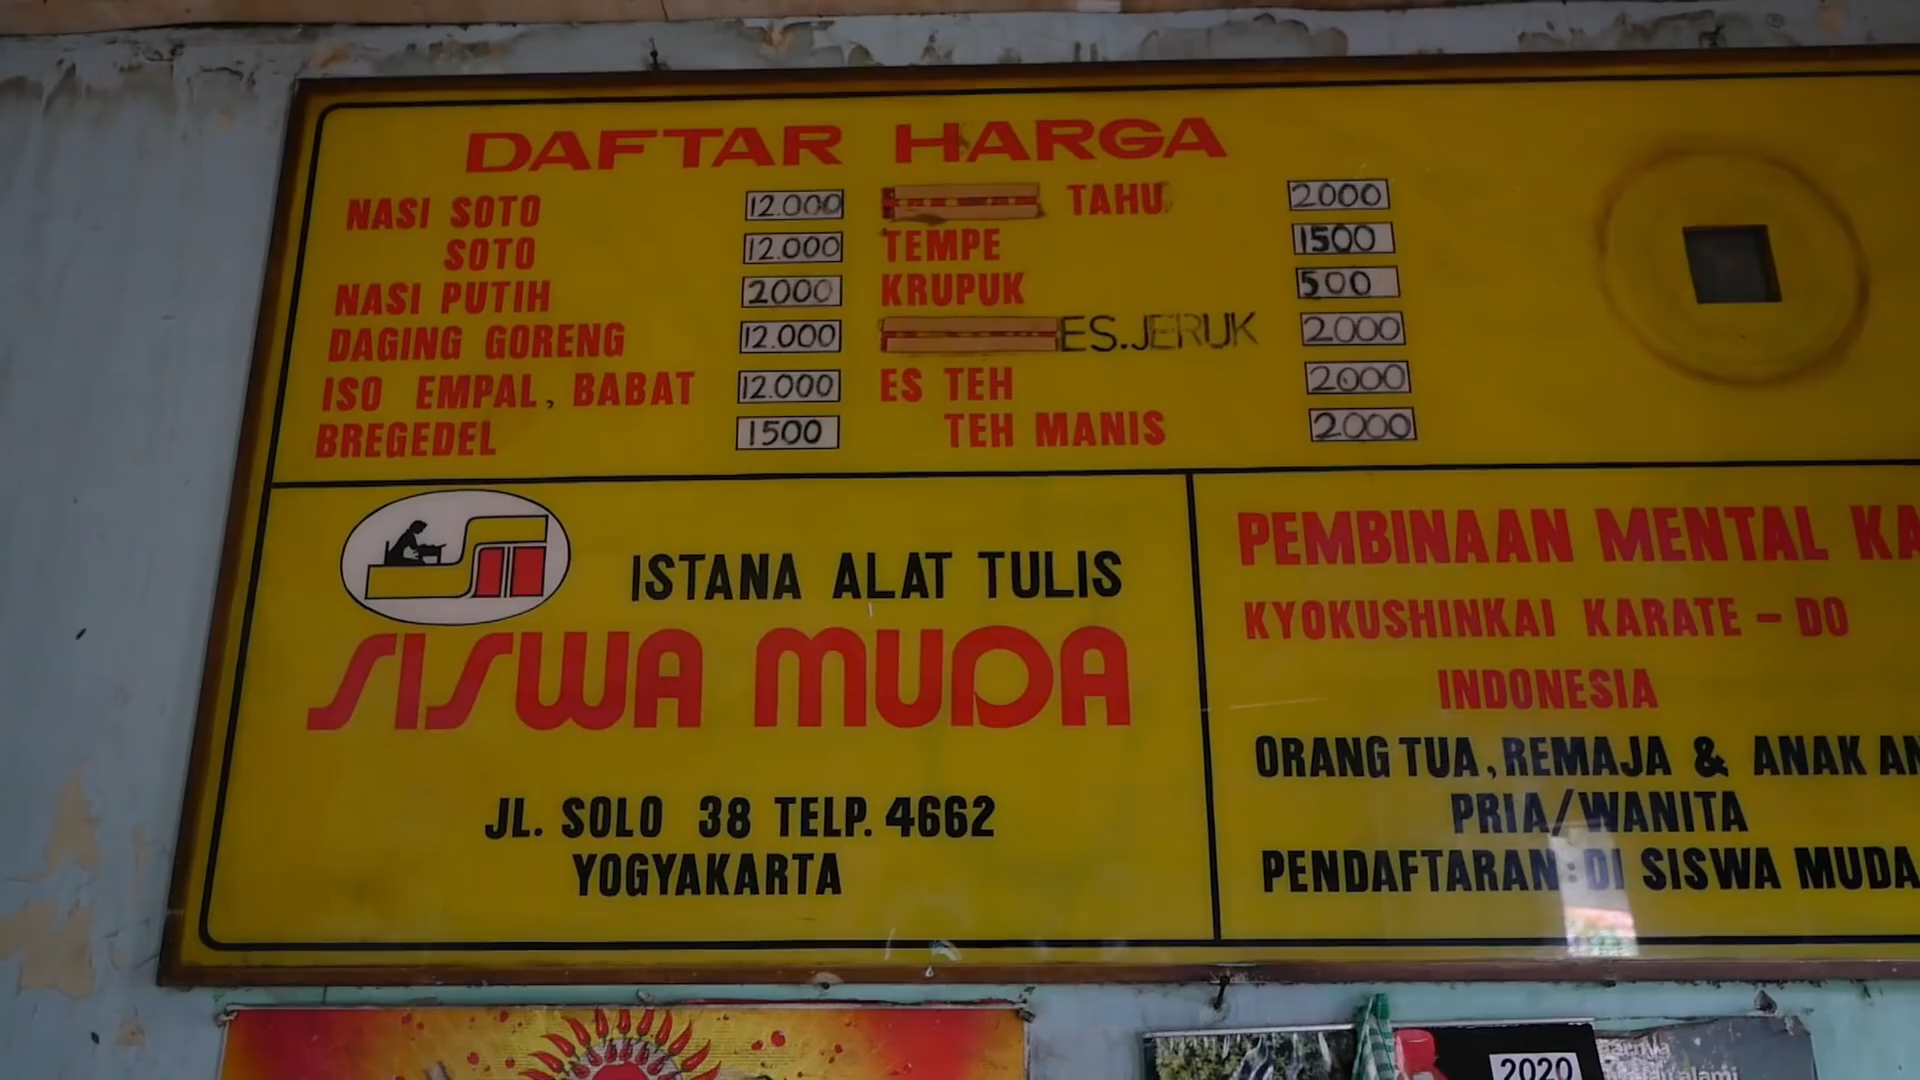 DAFTAR HARGA
NASI SOTO 12.000
SOTO 12.000
NASI PUTIH 2000
DAGING GORENG 12.000
ISO EMPAL, BABAT 12.000
BREGEDEL 1500
TAHU 2000
TEMPE 1500
KRUPUK 500
ES.JERUK 2.000
ES TEH 2000
TEH MANIS 2000
ISTANA ALAT TULIS
SISWA MUDA
JL. SOLO 38 TELP. 4662
YOGYAKARTA
PEMBINAAN MENTAL KA
KYOKUSHINKAI KARATE - DO
INDONESIA
ORANG TUA, REMAJA & ANAK AN
PRIA/WANITA
PENDAFTARAN : DI SISWA MUDA
2020